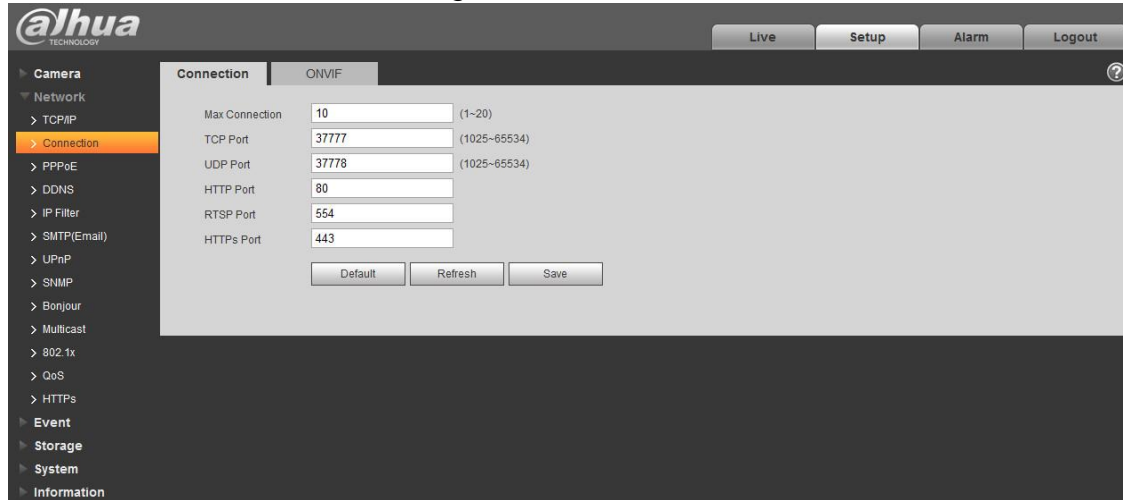 alhua
TECHNOLOGY
Live Setup Alarm Logout
Camera
Network
TCP/IP
Connection
PPPoE
DDNS
IP Filter
SMTP(Email)
UPnP
SNMP
Bonjour
Multicast
802.1x
QoS
HTTPs
Event
Storage
System
Information
Connection ONVIF
?
Max Connection 10 (1~20)
TCP Port 37777 (1025~65534)
UDP Port 37778 (1025~65534)
HTTP Port 80
RTSP Port 554
HTTPs Port 443
Default Refresh Save